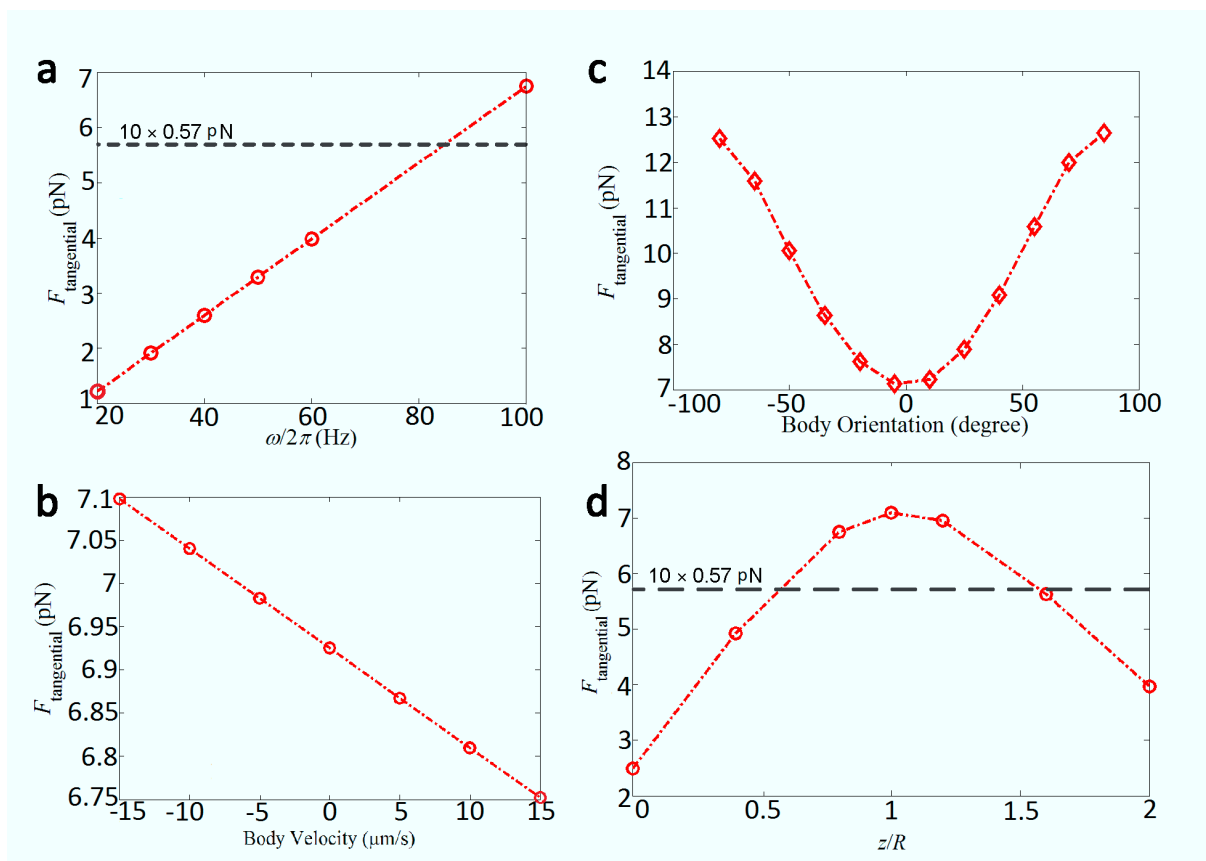 a
7
6
5
4
3
2
1
10 × 0.57 pN
F tangential (pN)
20 40 60 80 100
ω/2π (Hz)
b
7.1
7.05
7
6.95
6.9
6.85
6.8
6.75
F tangential (pN)
-15 -10 -5 0 5 10 15
Body Velocity (μm/s)
c
14
13
12
11
10
9
8
7
F tangential (pN)
-100 -50 0 50 100
Body Orientation (degree)
d
8
7
6
5
4
3
2
10 × 0.57 pN
F tangential (pN)
0 0.5 1 1.5 2
z/R